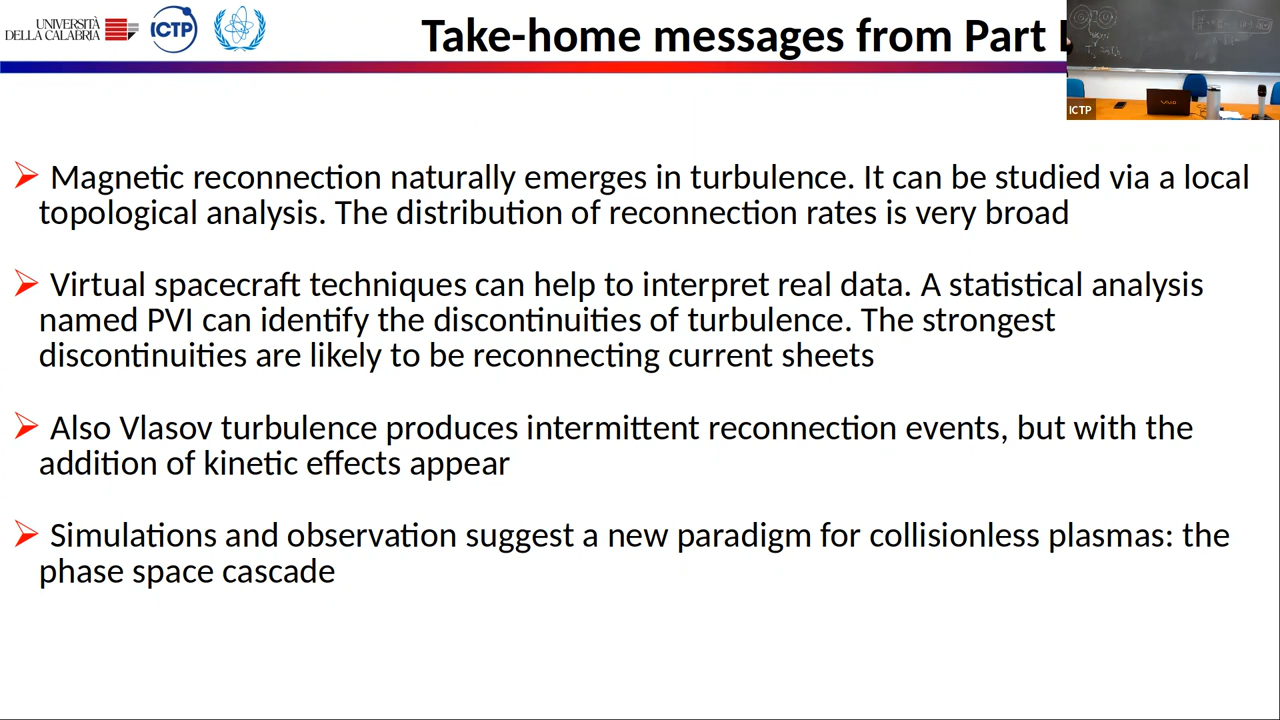 UNIVERSITÀ
DELLA CALABRIA
ICTP
Take-home messages from Part
ICTP
Magnetic reconnection naturally emerges in turbulence. It can be studied via a local
topological analysis. The distribution of reconnection rates is very broad
Virtual spacecraft techniques can help to interpret real data. A statistical analysis
named PVI can identify the discontinuities of turbulence. The strongest
discontinuities are likely to be reconnecting current sheets
Also Vlasov turbulence produces intermittent reconnection events, but with the
addition of kinetic effects appear
Simulations and observation suggest a new paradigm for collisionless plasmas: the
phase space cascade